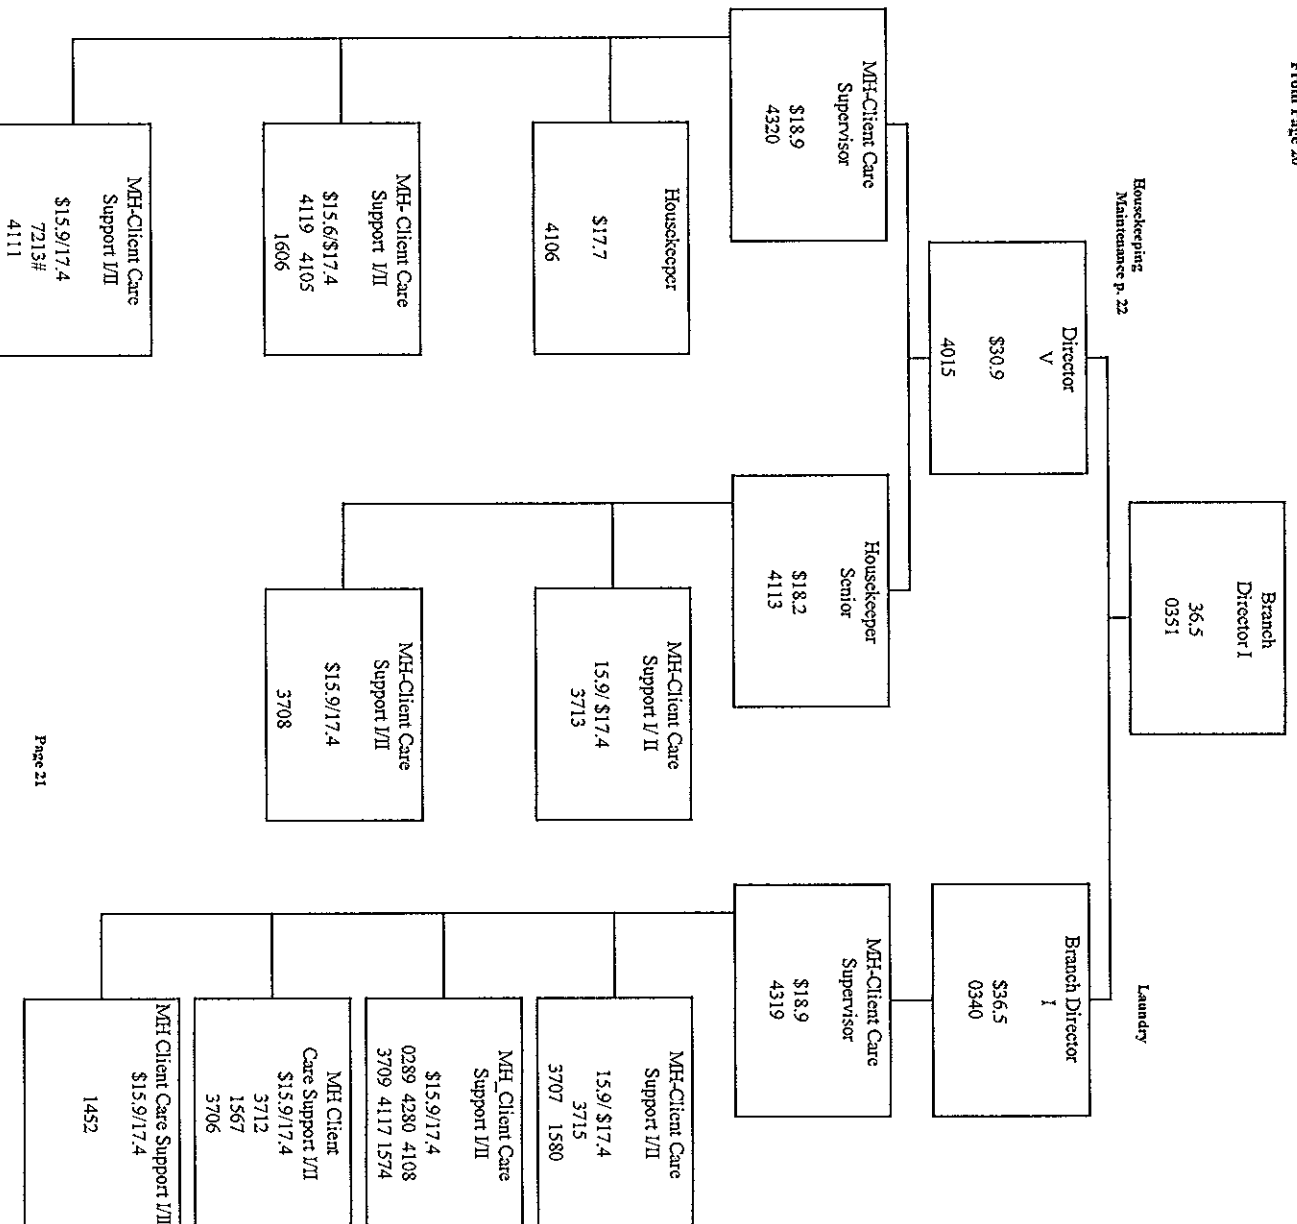 From Page 20
Branch
Director I
36.5
0351
Housekeeping
Maintenance p. 22
Laundry
Director
V
$30.9
4015
Branch Director
I
$36.5
0340
MH-Client Care
Supervisor
$18.9
4320
Housekeeper
Senior
$18.2
4113
MH-Client Care
Supervisor
$18.9
4319
Housekeeper
$17.7
4106
MH-Client Care
Support I/ II
15.9/ $17.4
3713
MH-Client Care
Support I/II
15.9/ $17.4
3715
3707 1580
MH- Client Care
Support I/II
$15.6/$17.4
4119 4105
1606
MH-Client Care
Support I/II
$15.9/17.4
3708
MH_Client Care
Support I/II
$15.9/17.4
0289 4280 4108
3709 4117 1574
MH Client
Care Support I/II
$15.9/17.4
3712
1567
3706
MH-Client Care
Support I/II
$15.9/17.4
7213#
4111
MH Client Care Support I/II
$15.9/17.4
1452
Page 21